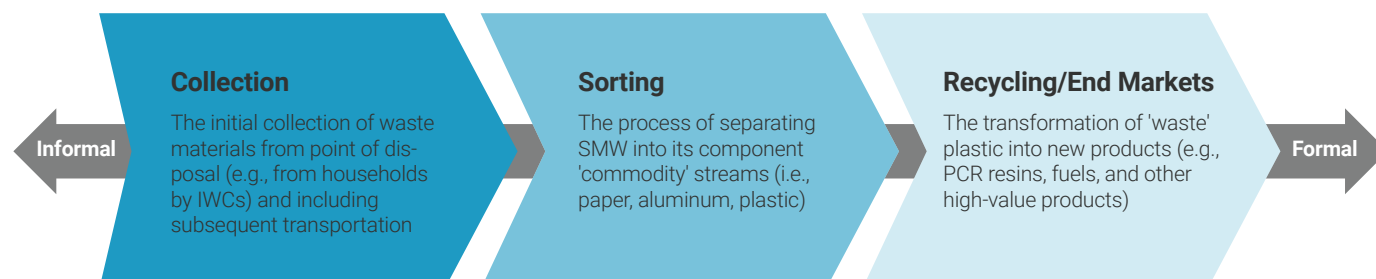 Informal
Collection
The initial collection of waste
materials from point of dis-
posal (e.g., from households
by IWCs) and including
subsequent transportation
Sorting
The process of separating
SMW into its component
'commodity' streams (i.e.,
paper, aluminum, plastic)
Recycling/End Markets
The transformation of 'waste'
plastic into new products (e.g.,
PCR resins, fuels, and other
high-value products)
Formal